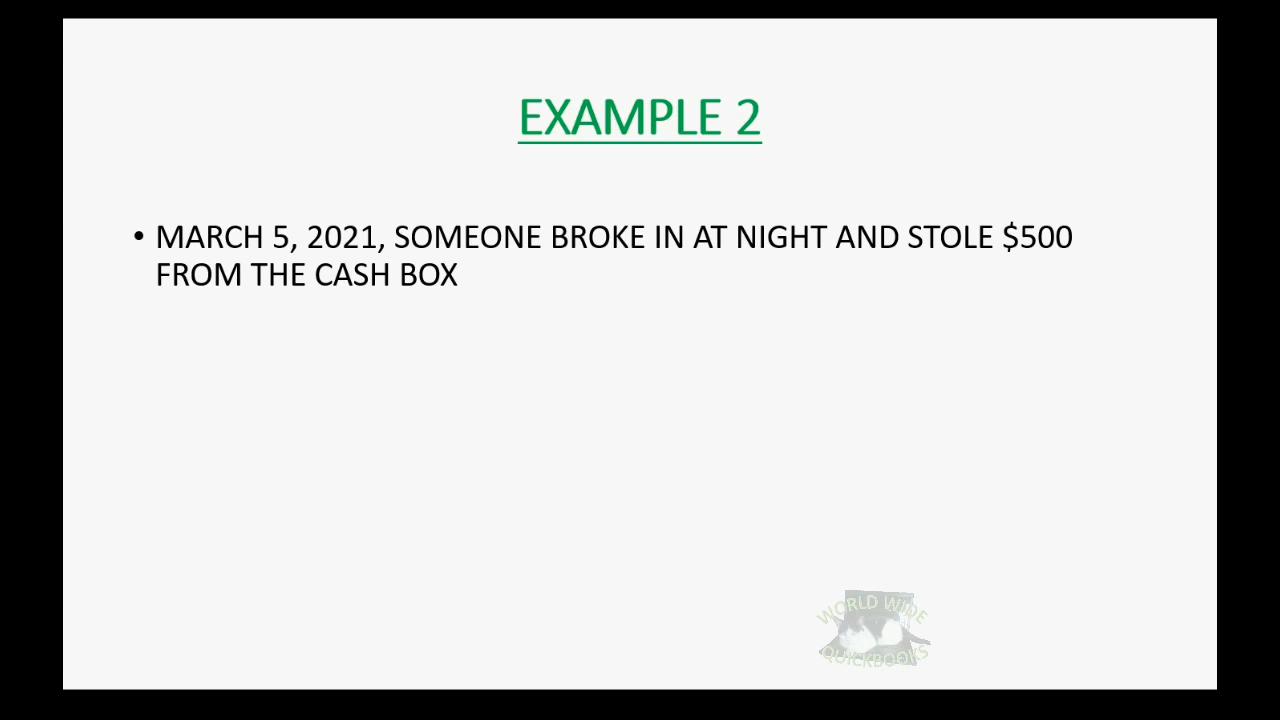 EXAMPLE 2
• MARCH 5, 2021, SOMEONE BROKE IN AT NIGHT AND STOLE $500
FROM THE CASH BOX
WORLD WIDE
QUICKBOOKS